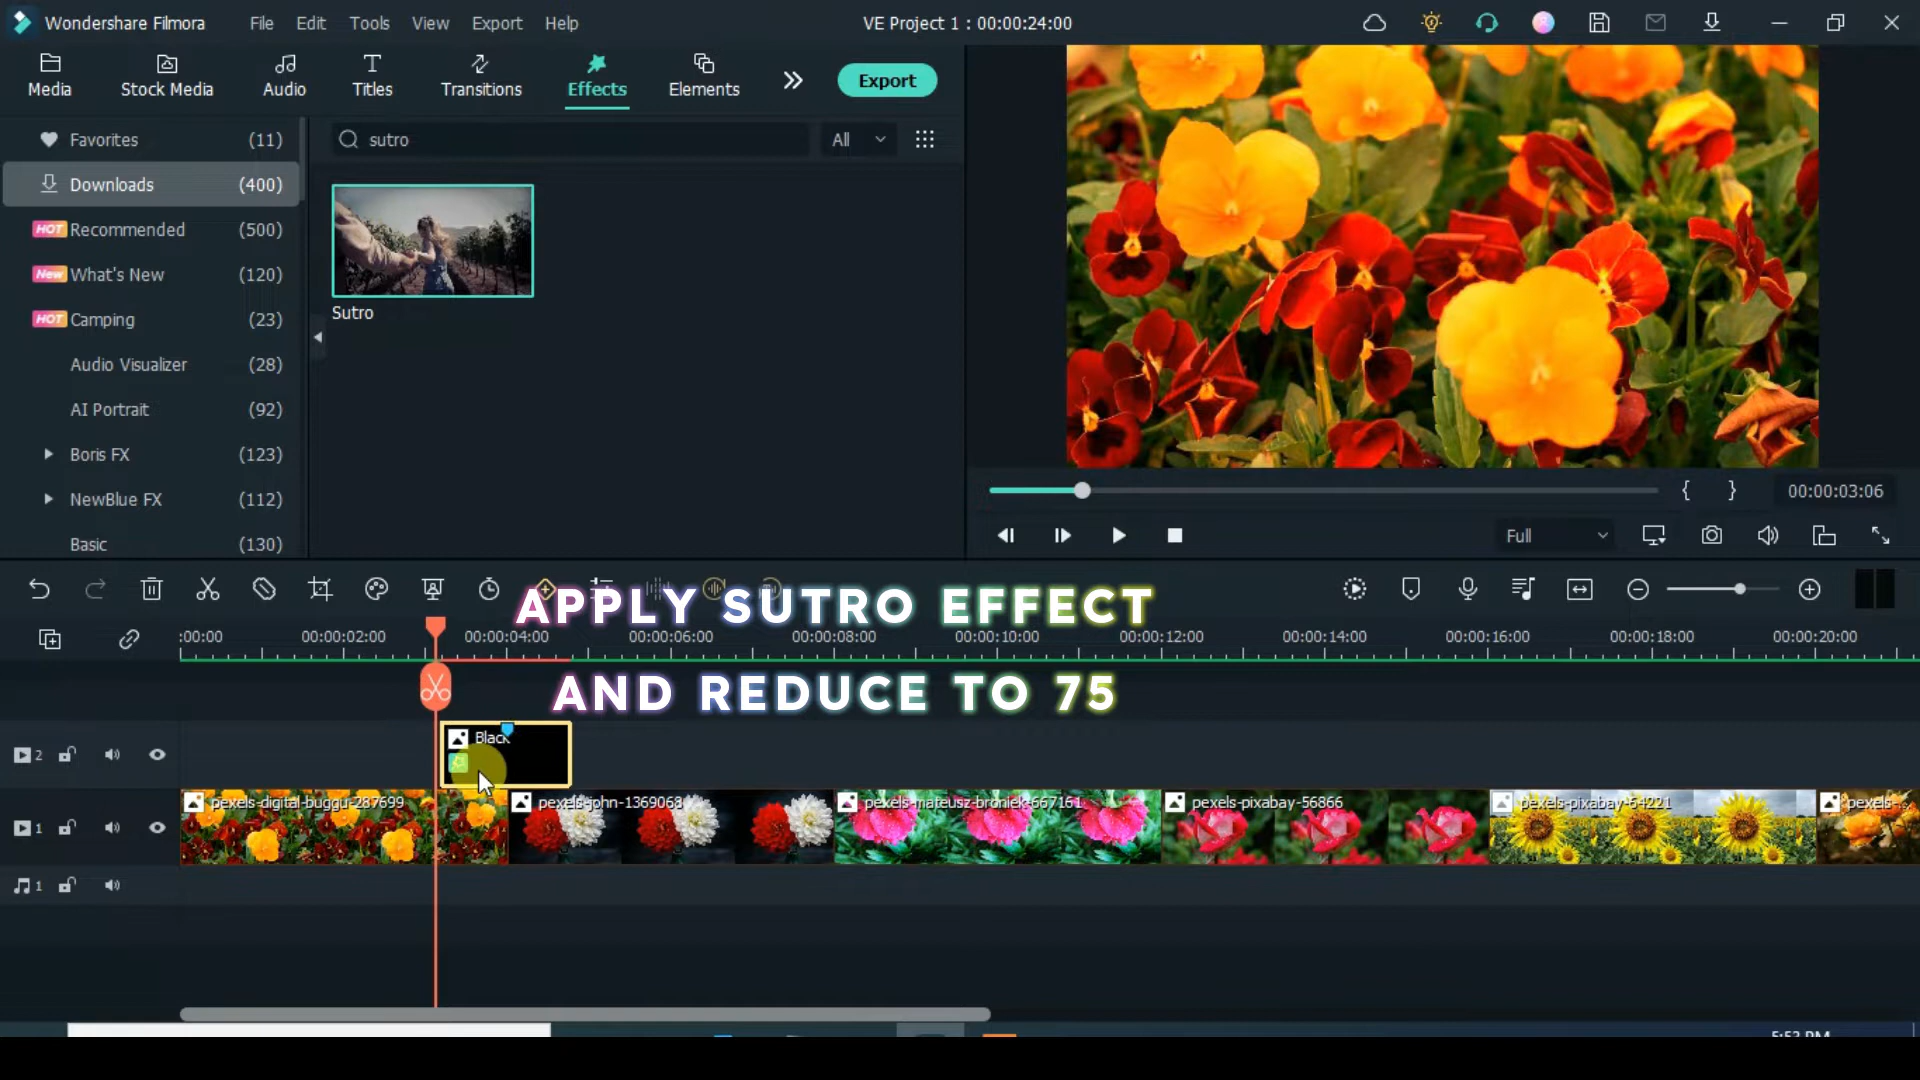 Wondershare Filmora
File Edit Tools View Export Help
VE Project 1 : 00:00:24:00
Media
Stock Media
Audio
Titles
Transitions
Effects
Elements
Export
Favorites (11)
Downloads (400)
HOT Recommended (500)
New What's New (120)
HOT Camping (23)
Audio Visualizer (28)
AI Portrait (92)
Boris FX (123)
NewBlue FX (112)
Basic (130)
sutro
All
Sutro
{ } 00:00:03:06
Full
APPLY SUTRO EFFECT
:00:00 00:00:02:00 00:00:04:00 00:00:06:00 00:00:08:00 00:00:10:00 00:00:12:00 00:00:14:00 00:00:16:00 00:00:18:00 00:00:20:00
AND REDUCE TO 75
2
Black
1
pexels-digital-buggu-287699
pexels-john-1369068
pexels-mateusz-broniek-667161
pexels-pixabay-56866
pexels-pixabay-54221
pexels-...
1
5:53 PM